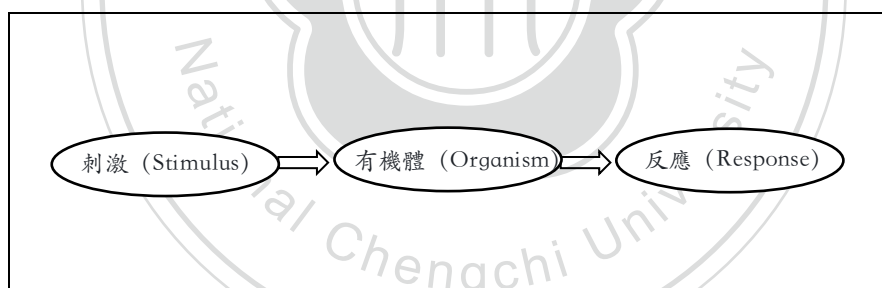 刺激 (Stimulus) 有機體 (Organism) 反應 (Response)
National Chengchi University